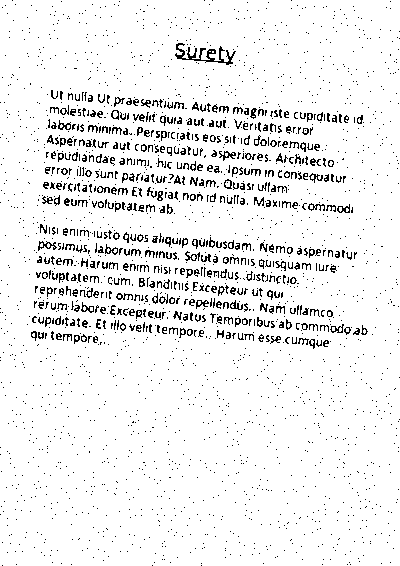 Surety
Ut nulla Ut praesentium. Autem magni iste cupiditate id
molestiae. Qui velit quia aut aut. Veritatis error
laboris minima. Perspiciatis eos sit id doloremque.
Aspernatur aut consequatur, asperiores. Architecto
repudiandae animi, hic unde ea. Ipsum in consequatur
error illo sunt pariatur? At Nam. Quasi ullam
exercitationem Et fugiat non id nulla. Maxime commodi
sed eum voluptatem ab.
Nisi enim iusto quos aliquip quibusdam. Nemo aspernatur
possimus, laborum minus. Soluta omnis quisquam iure
autem. Harum enim nisi repellendus. distinctio.
voluptatem. cum. Blanditiis Excepteur ut qui
reprehenderit omnis dolor repellendus.. Nam ullamco
rerum labore Excepteur. Natus Temporibus ab commodo ab
cupiditate. Et illo velit tempore.. Harum esse cumque
qui tempore,.